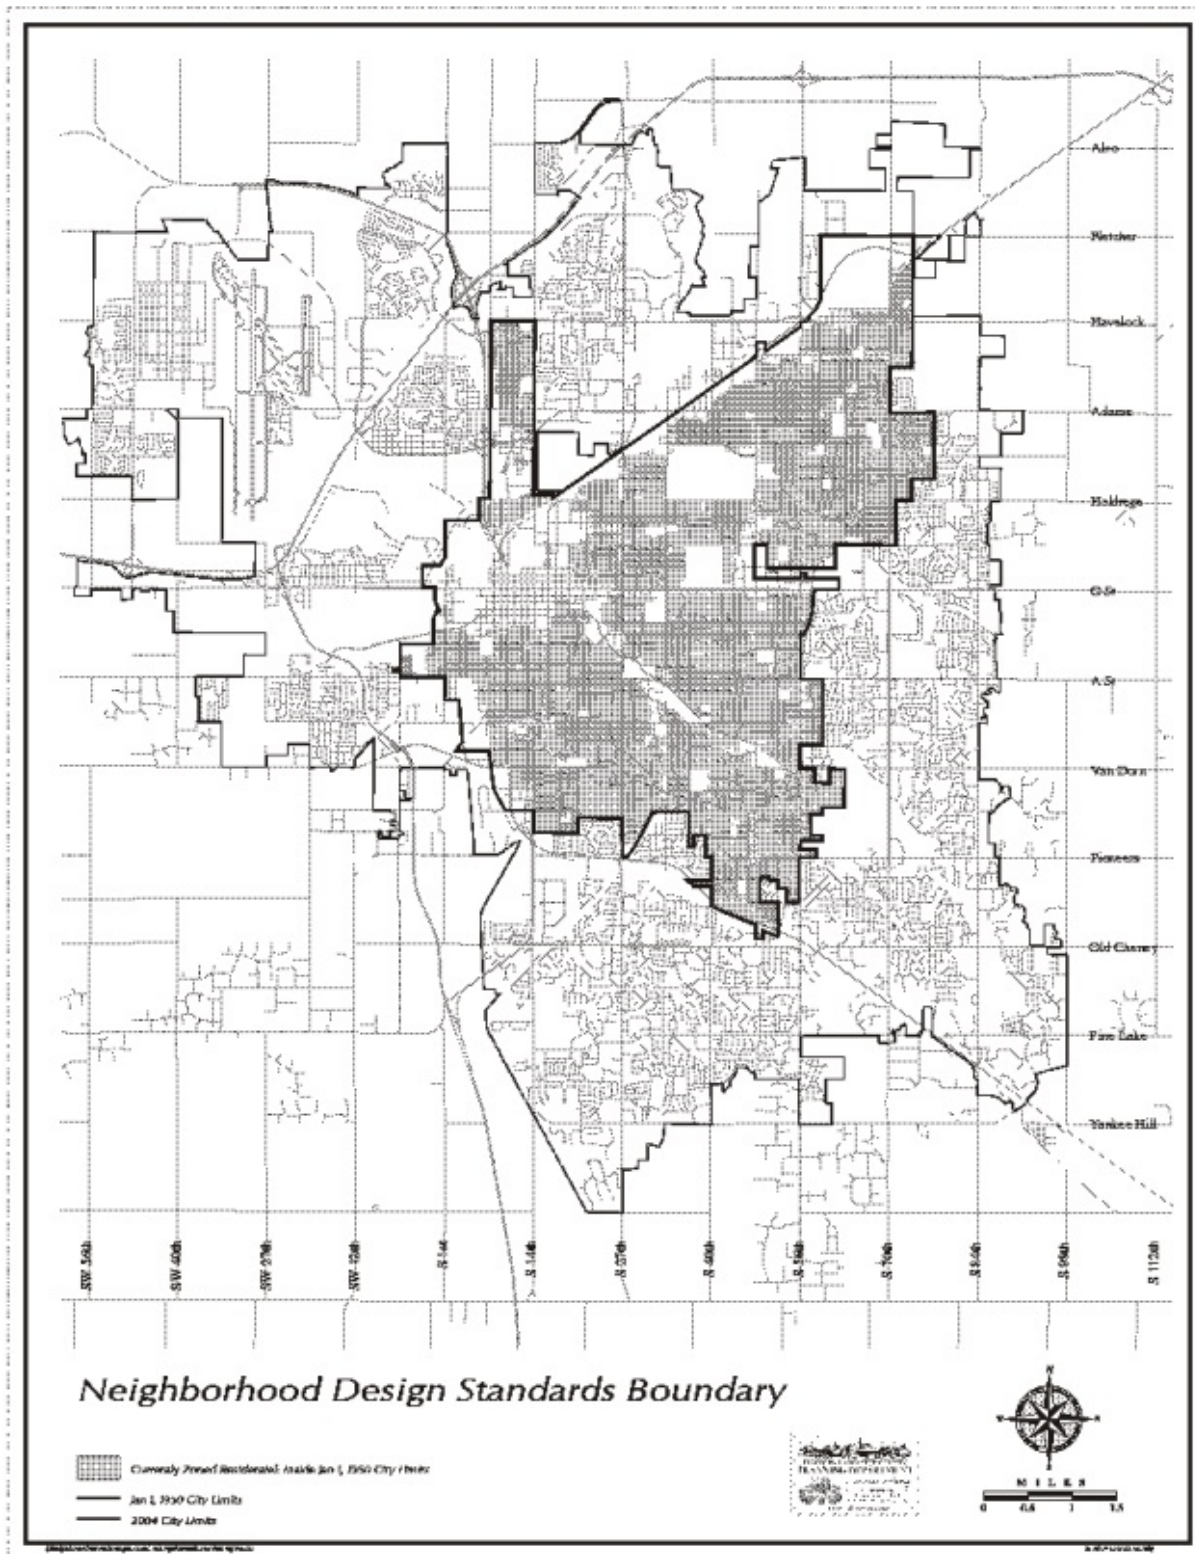 Alvo
Fletcher
Havelock
Adams
Holdrege
O St
A St
Van Dorn
Pioneers
Old Cheney
Pine Lake
Yankee Hill
SW 40th
SW 27th
SW 12th
S 1st
S 14th
S 27th
S 40th
S 56th
S 70th
S 84th
S 98th
S 112th
Neighborhood Design Standards Boundary
Currently Zoned Residential: Inside Jan 1, 1950 City Limits
Jan 1, 1950 City Limits
2004 City Limits
PLANNING DEPARTMENT
N
MILES
0 0.5 1 1.5